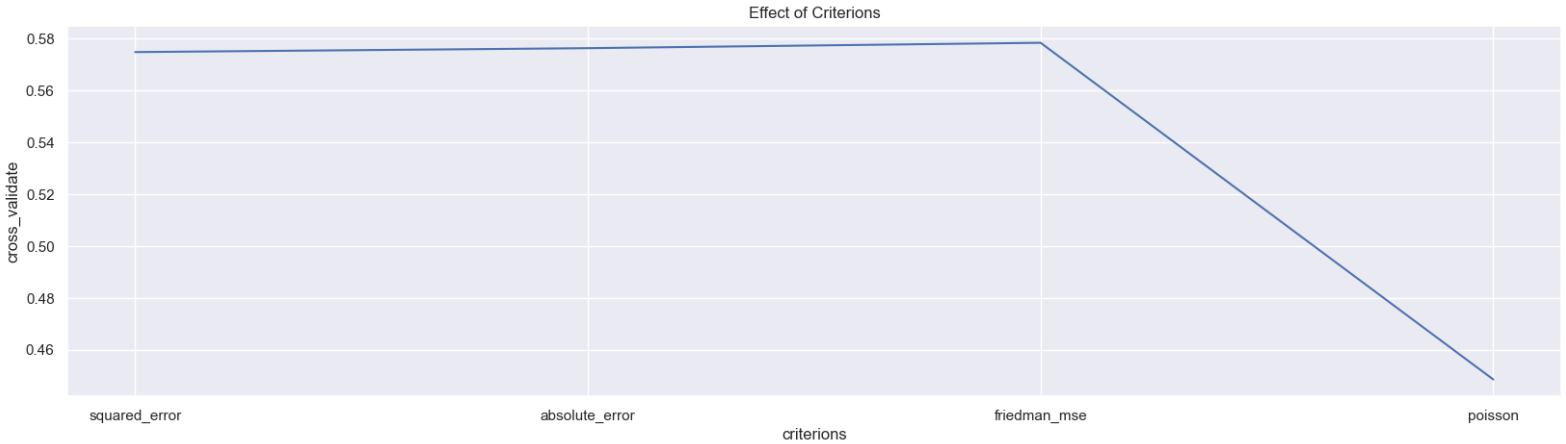 Effect of Criterions
cross_validate
0.58
0.56
0.54
0.52
0.50
0.48
0.46
squared_error absolute_error friedman_mse poisson
criterions